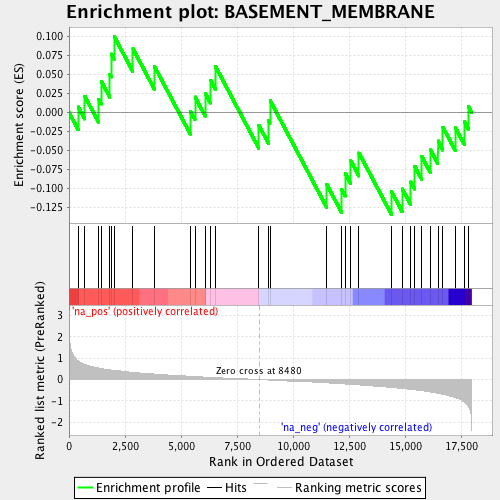 Enrichment plot: BASEMENT_MEMBRANE
Enrichment score (ES)
0.100
0.075
0.050
0.025
0.000
-0.025
-0.050
-0.075
-0.100
-0.125
'na_pos' (positively correlated)
Ranked list metric (PreRanked)
3
2
1
0
-1
-2
Zero cross at 8480
'na_neg' (negatively correlated)
0
2,500
5,000
7,500
10,000
12,500
15,000
17,500
Rank in Ordered Dataset
Enrichment profile
Hits
Ranking metric scores